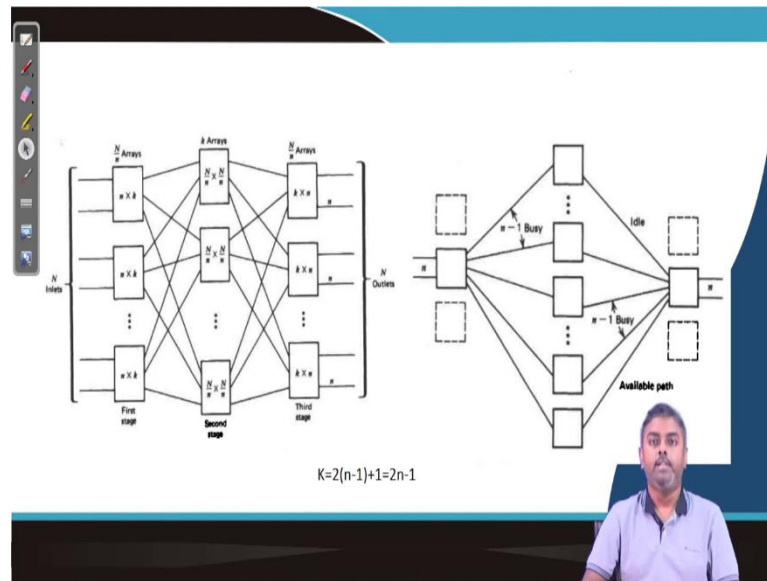 N/n Arrays
k Arrays
N/n Arrays
n × k
N/n × N/n
k × n
n
n × k
N/n × N/n
k × n
n
N
Inlets
N
Outlets
n × k
N/n × N/n
k × n
n
First
stage
Second
stage
Third
stage
Idle
n − 1 Busy
n
n
n − 1 Busy
Available path
K=2(n-1)+1=2n-1